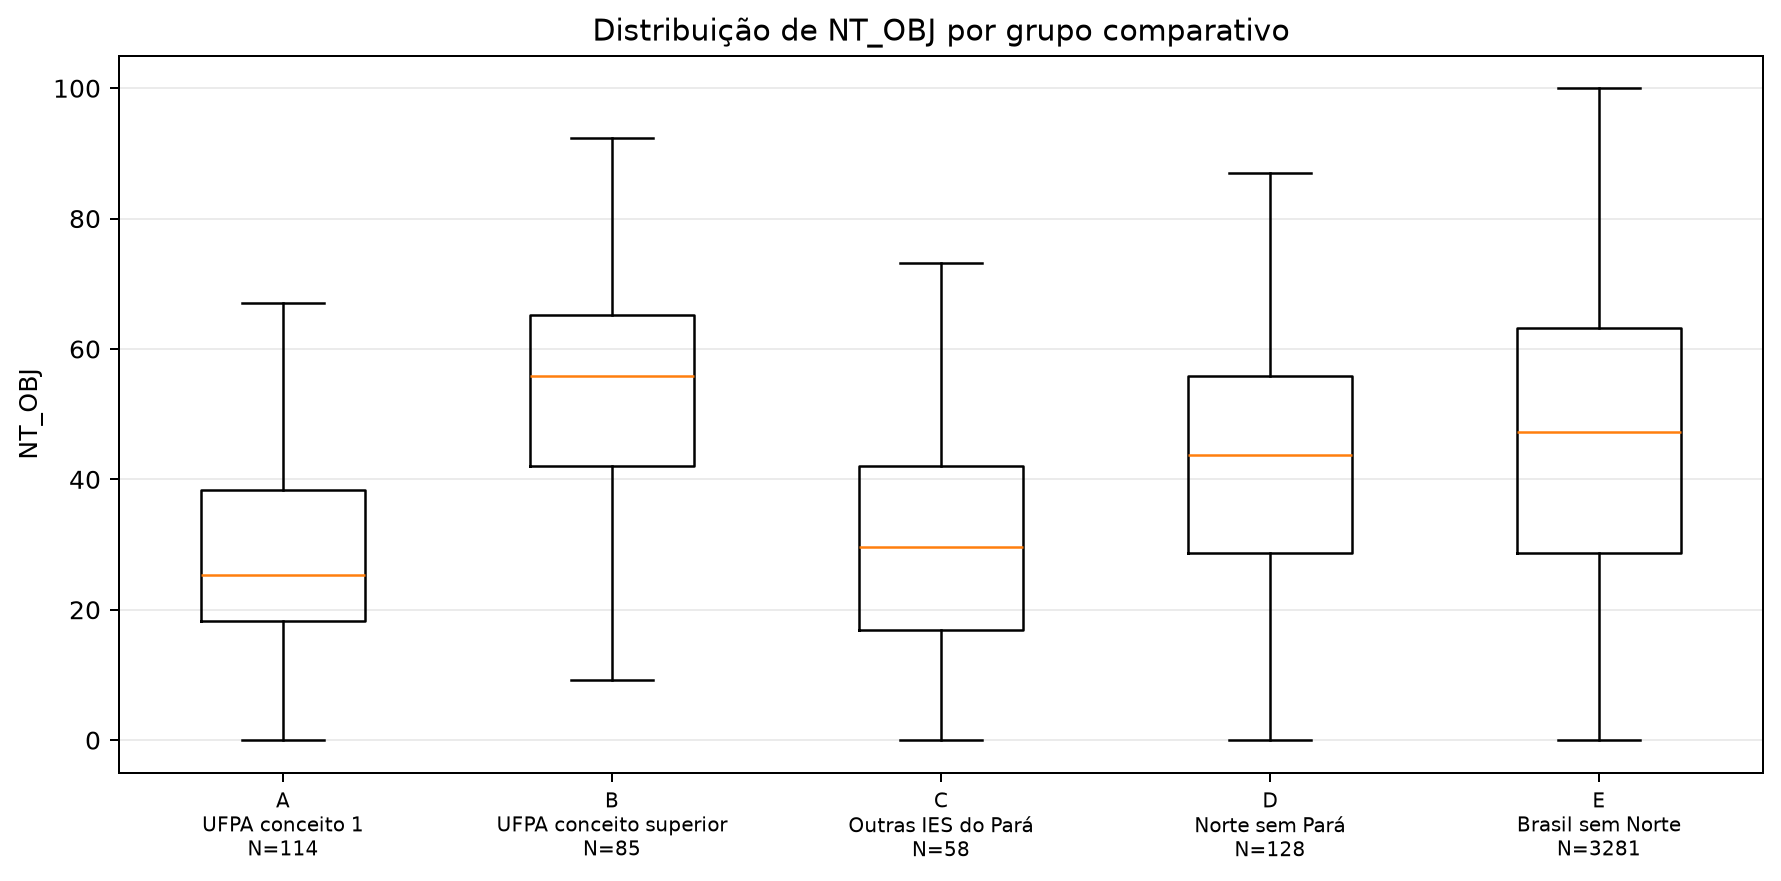 Distribuição de NT_OBJ por grupo comparativo
NT_OBJ
100
80
60
40
20
0
A
UFPA conceito 1
N=114
B
UFPA conceito superior
N=85
C
Outras IES do Pará
N=58
D
Norte sem Pará
N=128
E
Brasil sem Norte
N=3281